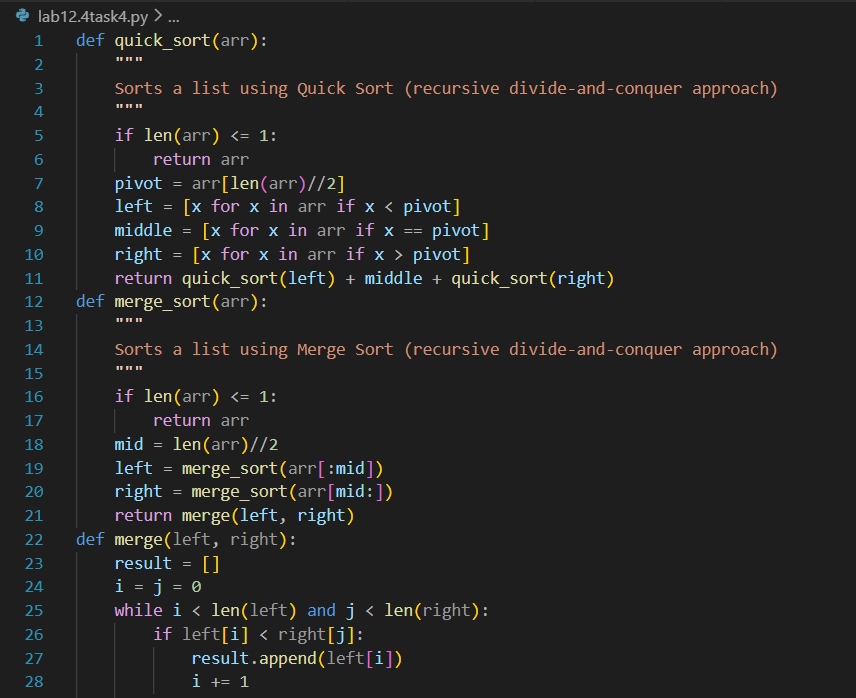 lab12.4task4.py > ...
1 def quick_sort(arr):
2     """
3     Sorts a list using Quick Sort (recursive divide-and-conquer approach)
4     """
5     if len(arr) <= 1:
6         return arr
7     pivot = arr[len(arr)//2]
8     left = [x for x in arr if x < pivot]
9     middle = [x for x in arr if x == pivot]
10     right = [x for x in arr if x > pivot]
11     return quick_sort(left) + middle + quick_sort(right)
12 def merge_sort(arr):
13     """
14     Sorts a list using Merge Sort (recursive divide-and-conquer approach)
15     """
16     if len(arr) <= 1:
17         return arr
18     mid = len(arr)//2
19     left = merge_sort(arr[:mid])
20     right = merge_sort(arr[mid:])
21     return merge(left, right)
22 def merge(left, right):
23     result = []
24     i = j = 0
25     while i < len(left) and j < len(right):
26         if left[i] < right[j]:
27             result.append(left[i])
28             i += 1